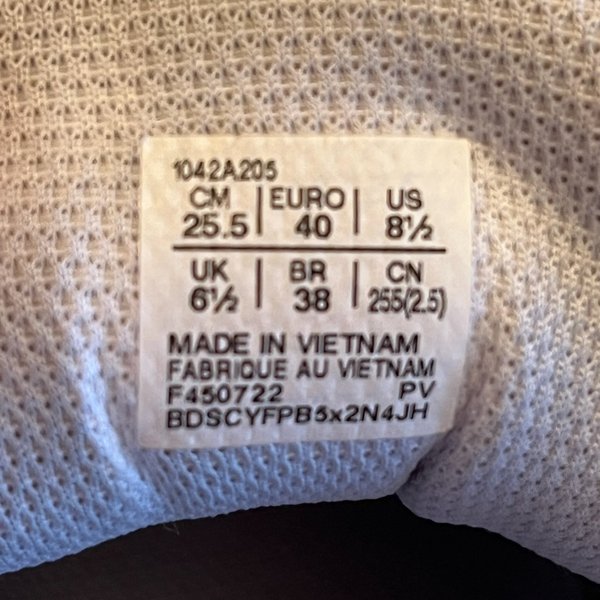 1042A205
CM | EURO | US
25.5 | 40 | 8½
UK | BR | CN
6½ | 38 | 255(2.5)
MADE IN VIETNAM
FABRIQUE AU VIETNAM
F450722 PV
BDSCYFPB5x2N4JH